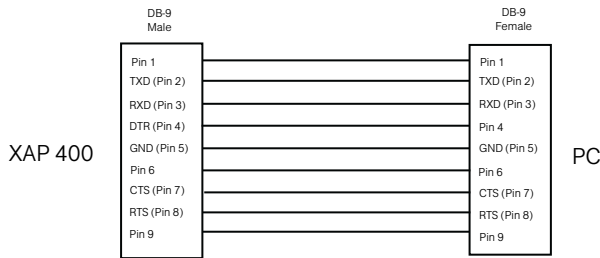 DB-9
Male
DB-9
Female
XAP 400
Pin 1
TXD (Pin 2)
RXD (Pin 3)
DTR (Pin 4)
GND (Pin 5)
Pin 6
CTS (Pin 7)
RTS (Pin 8)
Pin 9
Pin 1
TXD (Pin 2)
RXD (Pin 3)
Pin 4
GND (Pin 5)
Pin 6
CTS (Pin 7)
RTS (Pin 8)
Pin 9
PC